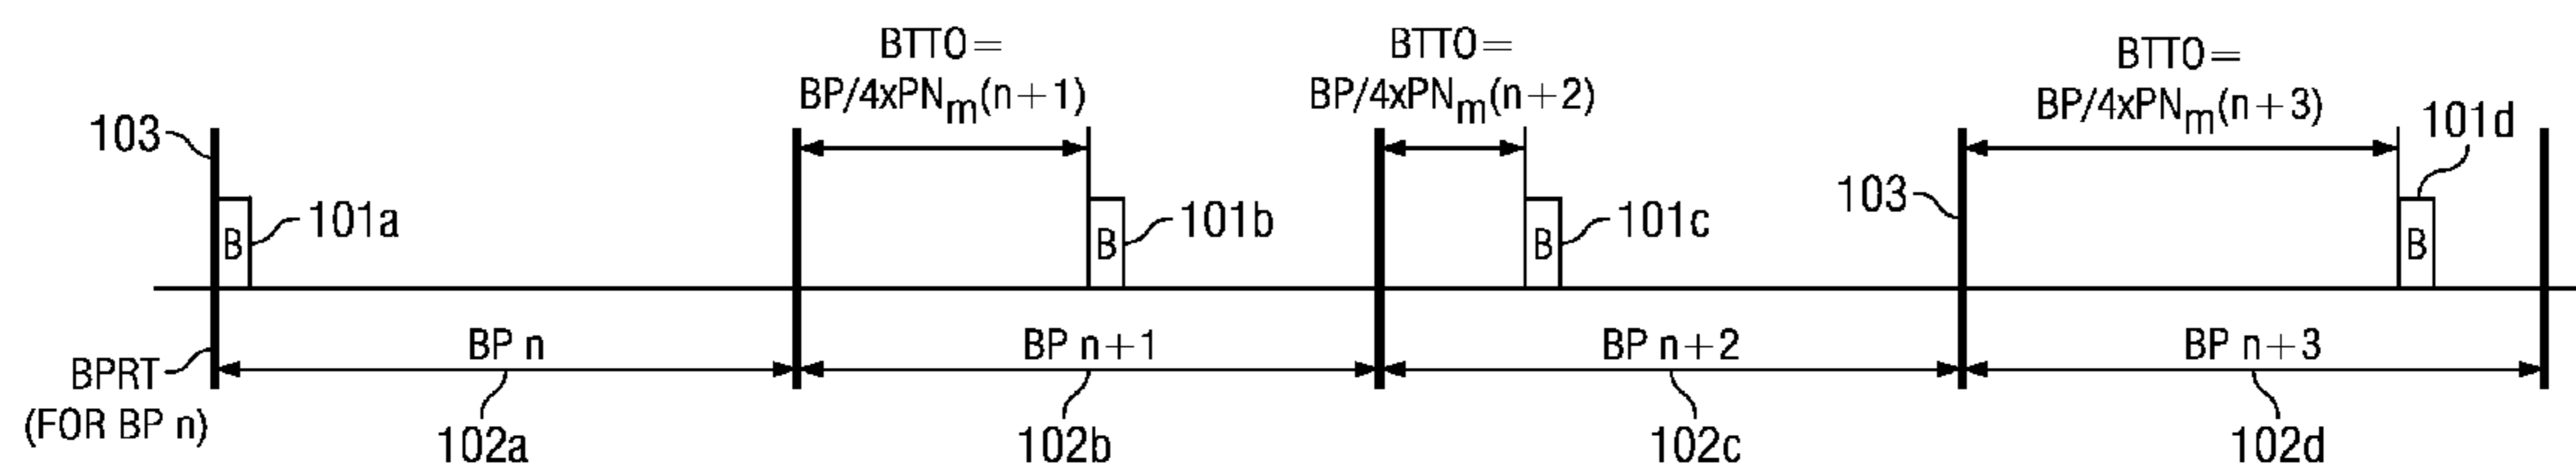 BTTO=
BP/4xPNm(n+1)
BTTO=
BP/4xPNm(n+2)
BTTO=
BP/4xPNm(n+3)
101d
103
103
101a
101b
101c
B
B
B
B
BP n
BP n+1
BP n+2
BP n+3
BPRT
(FOR BP n)
102a
102b
102c
102d